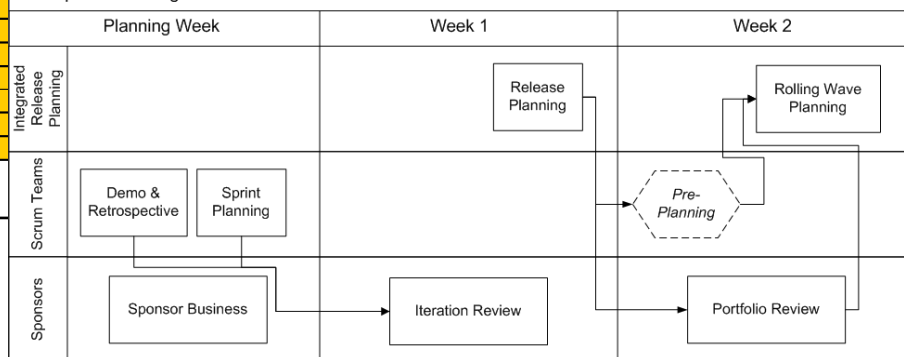 Planning Week
Week 1
Week 2
Integrated
Release
Planning
Release
Planning
Rolling Wave
Planning
Scrum Teams
Demo &
Retrospective
Sprint
Planning
Pre-
Planning
Sponsors
Sponsor Business
Iteration Review
Portfolio Review